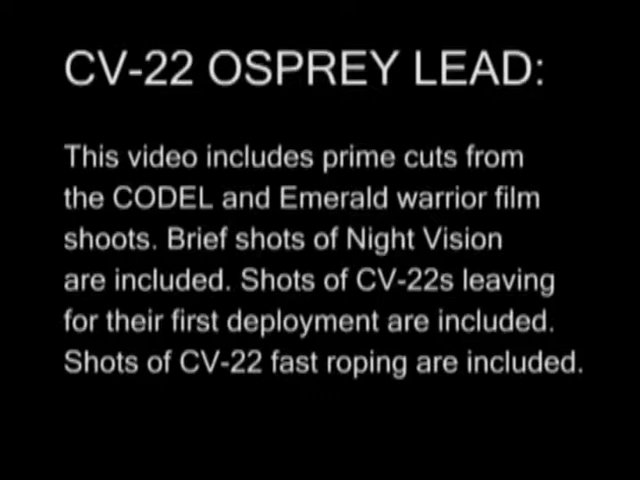 CV-22 OSPREY LEAD:
This video includes prime cuts from
the CODEL and Emerald warrior film
shoots. Brief shots of Night Vision
are included. Shots of CV-22s leaving
for their first deployment are included.
Shots of CV-22 fast roping are included.